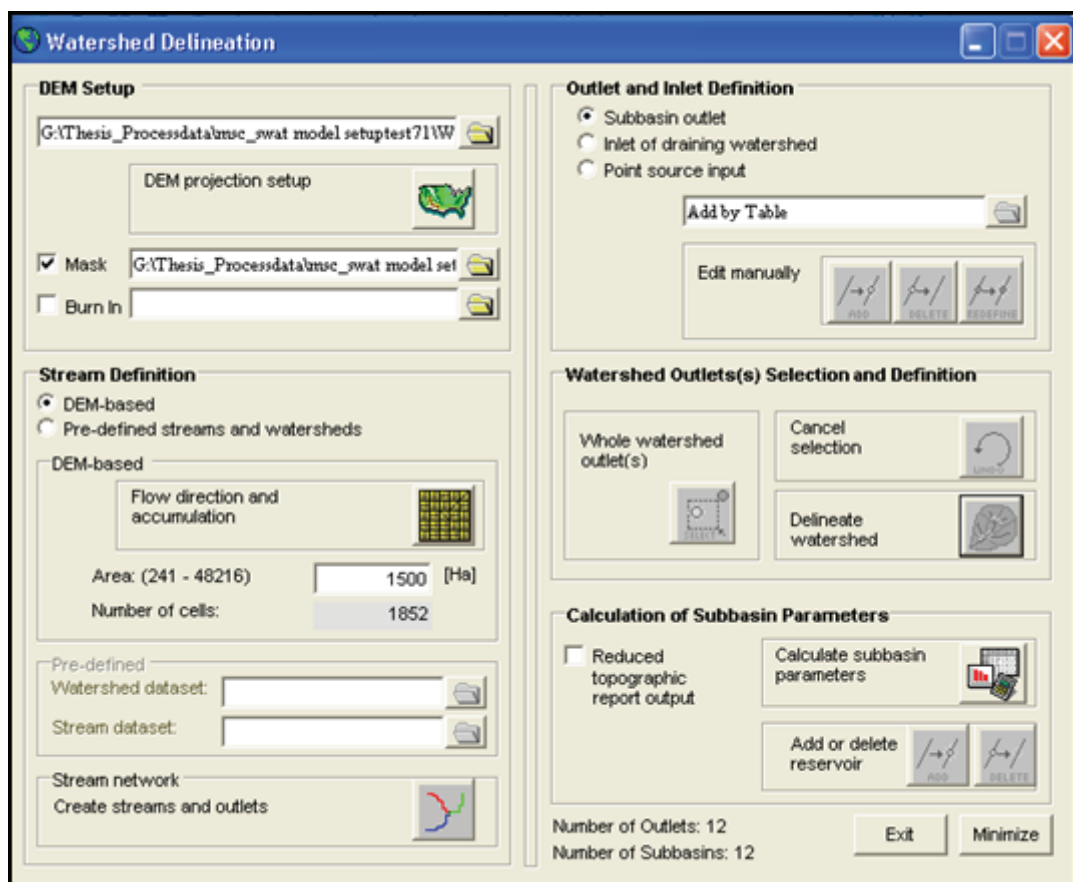 Watershed Delineation
DEM Setup
G:\Thesis_Processdata\msc_swat model setuptest71\W
DEM projection setup
Mask
G:\Thesis_Processdata\msc_swat model set
Burn In
Stream Definition
DEM-based
Pre-defined streams and watersheds
DEM-based
Flow direction and
accumulation
Area: (241 - 48216)
1500 [Ha]
Number of cells:
1852
Pre-defined
Watershed dataset:
Stream dataset:
Stream network
Create streams and outlets
Outlet and Inlet Definition
Subbasin outlet
Inlet of draining watershed
Point source input
Add by Table
Edit manually
ADD
DELETE
REDEFINE
Watershed Outlets(s) Selection and Definition
Whole watershed
outlet(s)
SELECT
Cancel
selection
UNDO
Delineate
watershed
Calculation of Subbasin Parameters
Reduced
topographic
report output
Calculate subbasin
parameters
Add or delete
reservoir
ADD
DELETE
Number of Outlets: 12
Number of Subbasins: 12
Exit
Minimize